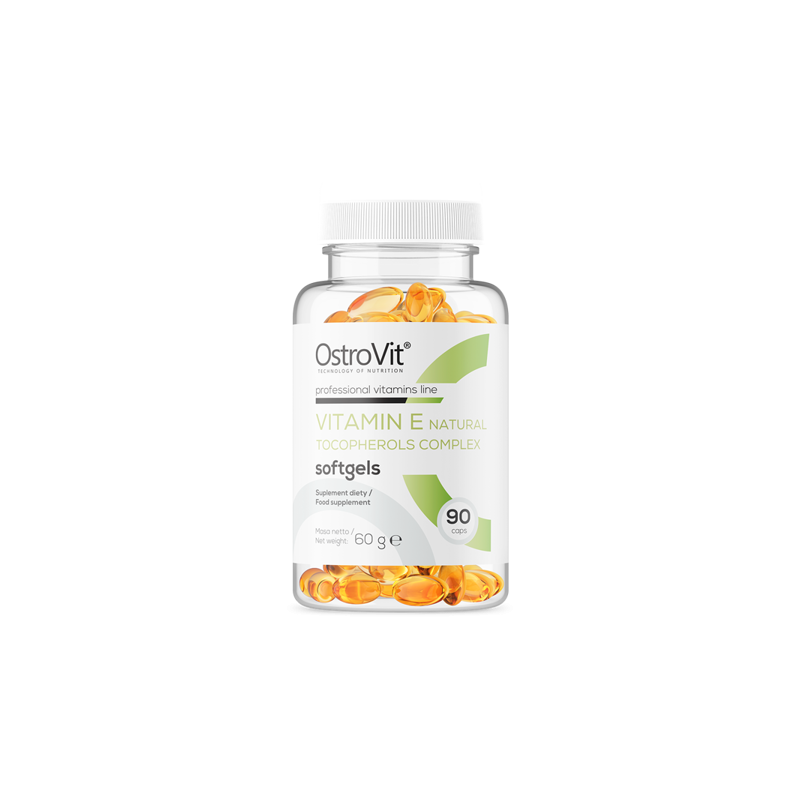 OstroVit®
TECHNOLOGY OF NUTRITION
professional vitamins line
VITAMIN E NATURAL
TOCOPHEROLS COMPLEX
softgels
Suplement diety /
Food supplement
90
caps
Masa netto /
Net weight: 60 g ℮